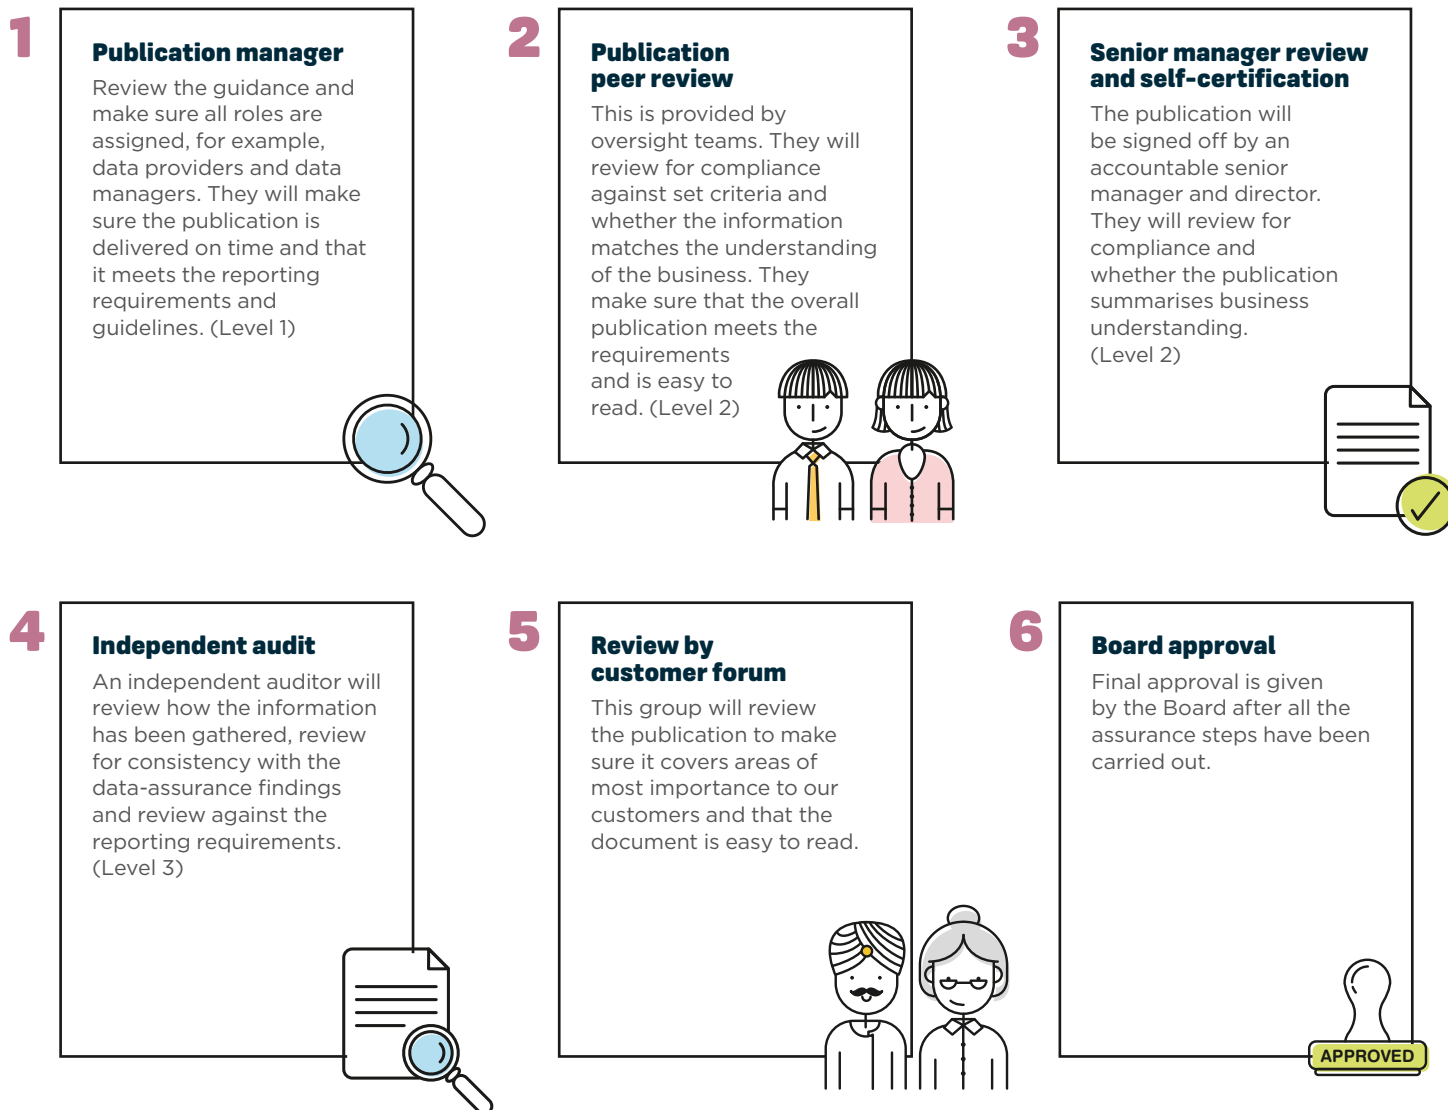 1
Publication manager
Review the guidance and
make sure all roles are
assigned, for example,
data providers and data
managers. They will make
sure the publication is
delivered on time and that
it meets the reporting
requirements and
guidelines. (Level 1)
2
Publication
peer review
This is provided by
oversight teams. They will
review for compliance
against set criteria and
whether the information
matches the understanding
of the business. They
make sure that the overall
publication meets the
requirements
and is easy to
read. (Level 2)
3
Senior manager review
and self-certification
The publication will
be signed off by an
accountable senior
manager and director.
They will review for
compliance and
whether the publication
summarises business
understanding.
(Level 2)
4
Independent audit
An independent auditor will
review how the information
has been gathered, review
for consistency with the
data-assurance findings
and review against the
reporting requirements.
(Level 3)
5
Review by
customer forum
This group will review
the publication to make
sure it covers areas of
most importance to our
customers and that the
document is easy to read.
6
Board approval
Final approval is given
by the Board after all the
assurance steps have been
carried out.
APPROVED